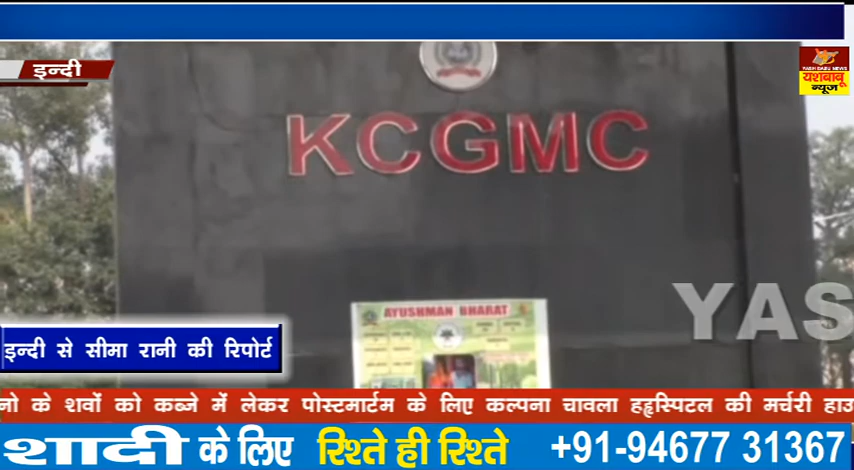 इन्द्री
YASH BABU NEWS
यशबाबू
न्यूज
KCGMC
AYUSHMAN BHARAT
YAS
इन्द्री से सीमा रानी की रिपोर्ट
नो के शवों को कब्जे में लेकर पोस्टमार्टम के लिए कल्पना चावला हहॄस्पिटल की मर्चरी हाउ
शादी के लिए रिश्ते ही रिश्ते +91-94677 31367